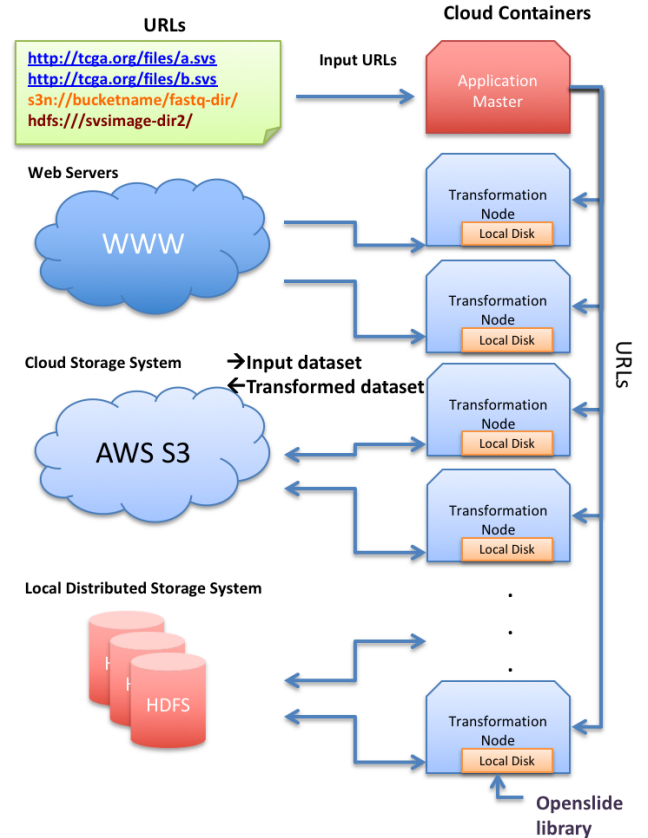 URLs
Cloud Containers
http://tcga.org/files/a.svs
http://tcga.org/files/b.svs
s3n://bucketname/fastq-dir/
hdfs:///svsimage-dir2/
Input URLs
Application
Master
Web Servers
WWW
Transformation
Node
Local Disk
Transformation
Node
Local Disk
URLs
Cloud Storage System
→Input dataset
←Transformed dataset
AWS S3
Transformation
Node
Local Disk
Transformation
Node
Local Disk
Local Distributed Storage System
H
H
HDFS
Transformation
Node
Local Disk
Openslide
library